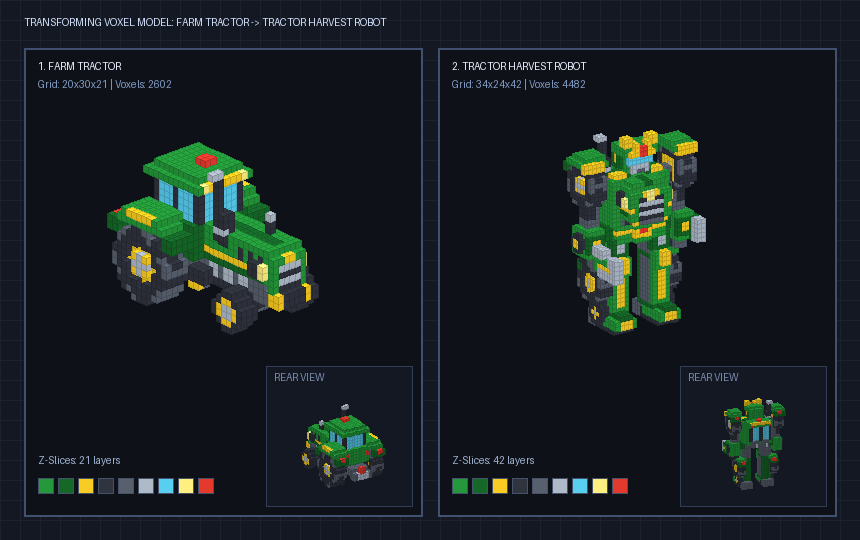 TRANSFORMING VOXEL MODEL: FARM TRACTOR -> TRACTOR HARVEST ROBOT
1. FARM TRACTOR
Grid: 20x30x21 | Voxels: 2602
REAR VIEW
Z-Slices: 21 layers
2. TRACTOR HARVEST ROBOT
Grid: 34x24x42 | Voxels: 4482
REAR VIEW
Z-Slices: 42 layers